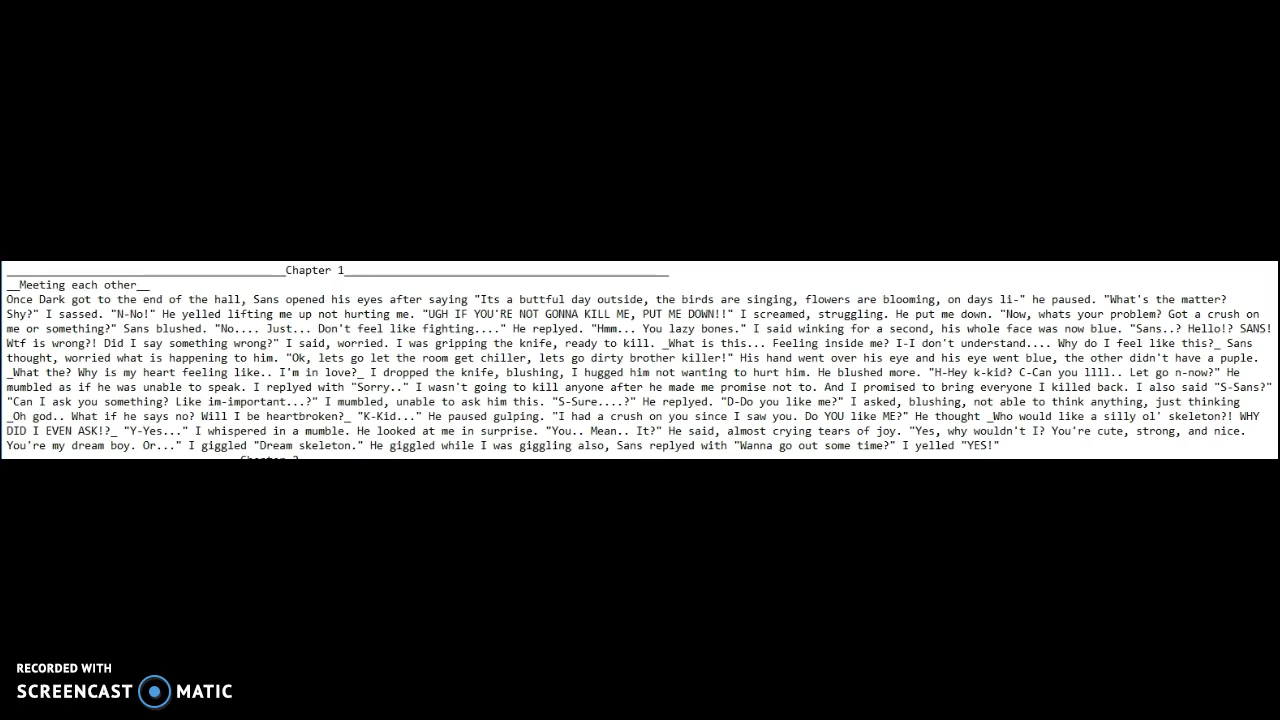 __________________________________________Chapter 1_________________________________________________
__Meeting each other__
Once Dark got to the end of the hall, Sans opened his eyes after saying "Its a buttful day outside, the birds are singing, flowers are blooming, on days li-" he paused. "What's the matter?
Shy?" I sassed. "N-No!" He yelled lifting me up not hurting me. "UGH IF YOU'RE NOT GONNA KILL ME, PUT ME DOWN!!" I screamed, struggling. He put me down. "Now, whats your problem? Got a crush on
me or something?" Sans blushed. "No.... Just... Don't feel like fighting...." He replyed. "Hmm... You lazy bones." I said winking for a second, his whole face was now blue. "Sans..? Hello!? SANS!
Wtf is wrong?! Did I say something wrong?" I said, worried. I was gripping the knife, ready to kill. _What is this... Feeling inside me? I-I don't understand.... Why do I feel like this?_ Sans
thought, worried what is happening to him. "Ok, lets go let the room get chiller, lets go dirty brother killer!" His hand went over his eye and his eye went blue, the other didn't have a puple.
_What the? Why is my heart feeling like.. I'm in love?_ I dropped the knife, blushing, I hugged him not wanting to hurt him. He blushed more. "H-Hey k-kid? C-Can you llll.. Let go n-now?" He
mumbled as if he was unable to speak. I replyed with "Sorry.." I wasn't going to kill anyone after he made me promise not to. And I promised to bring everyone I killed back. I also said "S-Sans?"
"Can I ask you something? Like im-important...?" I mumbled, unable to ask him this. "S-Sure....?" He replyed. "D-Do you like me?" I asked, blushing, not able to think anything, just thinking
_Oh god.. What if he says no? Will I be heartbroken?_ "K-Kid..." He paused gulping. "I had a crush on you since I saw you. Do YOU like ME?" He thought _Who would like a silly ol' skeleton?! WHY
DID I EVEN ASK!?_ "Y-Yes..." I whispered in a mumble. He looked at me in surprise. "You.. Mean.. It?" He said, almost crying tears of joy. "Yes, why wouldn't I? You're cute, strong, and nice.
You're my dream boy. Or..." I giggled "Dream skeleton." He giggled while I was giggling also, Sans replyed with "Wanna go out some time?" I yelled "YES!"
RECORDED WITH
SCREENCAST MATIC